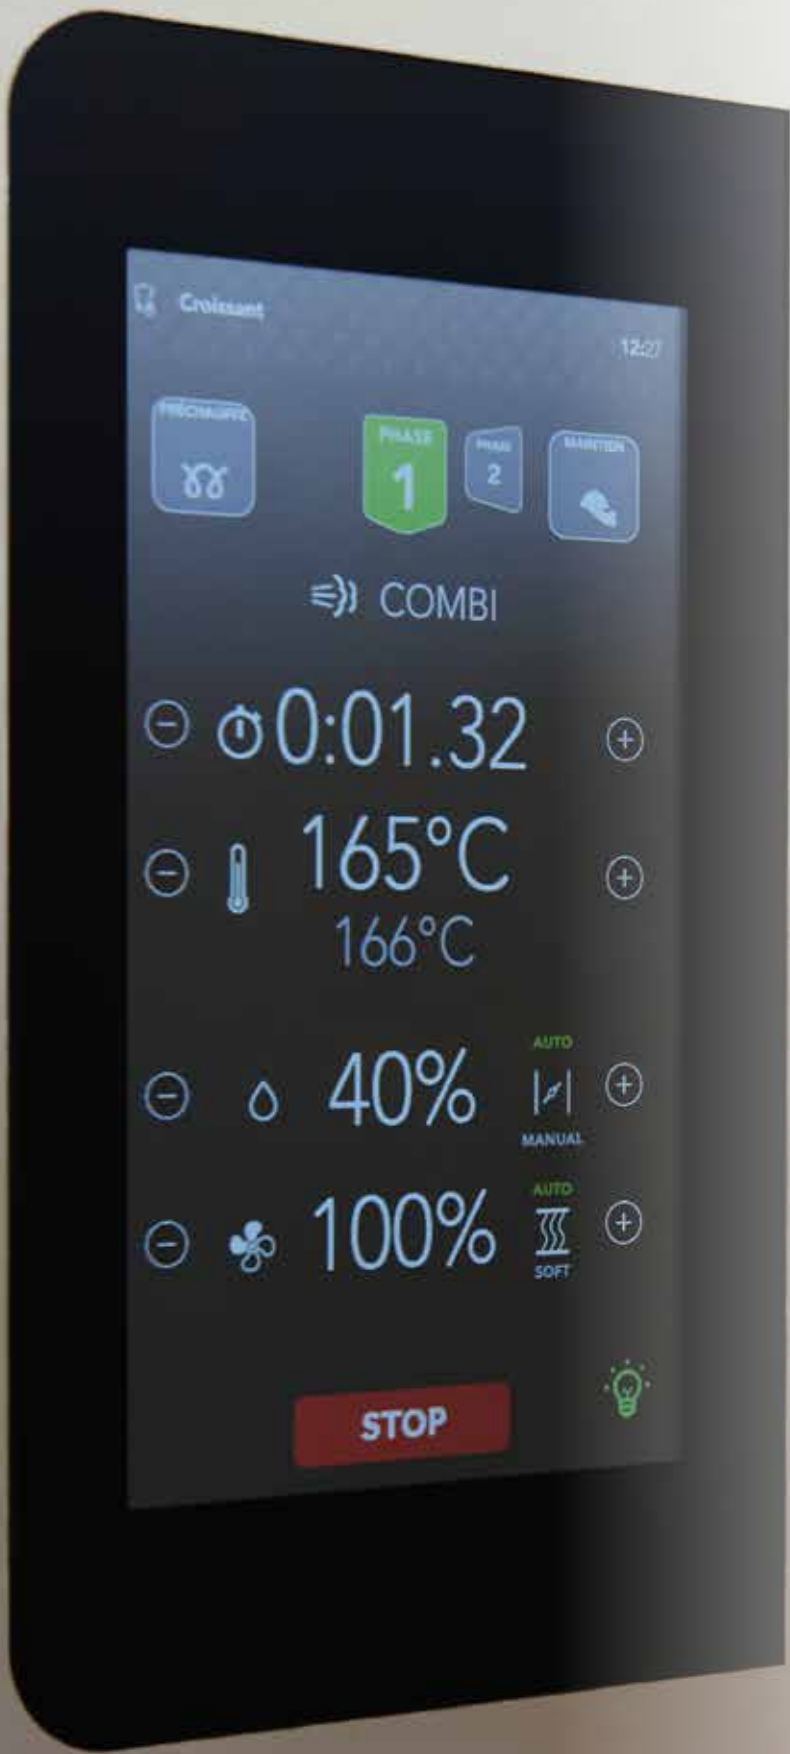 Croissant
12:27
PRÉCHAUFFE
PHASE
1
PHASE
2
MAINTIEN
COMBI
0:01.32
165°C
166°C
AUTO
40%
MANUAL
AUTO
100%
SOFT
STOP